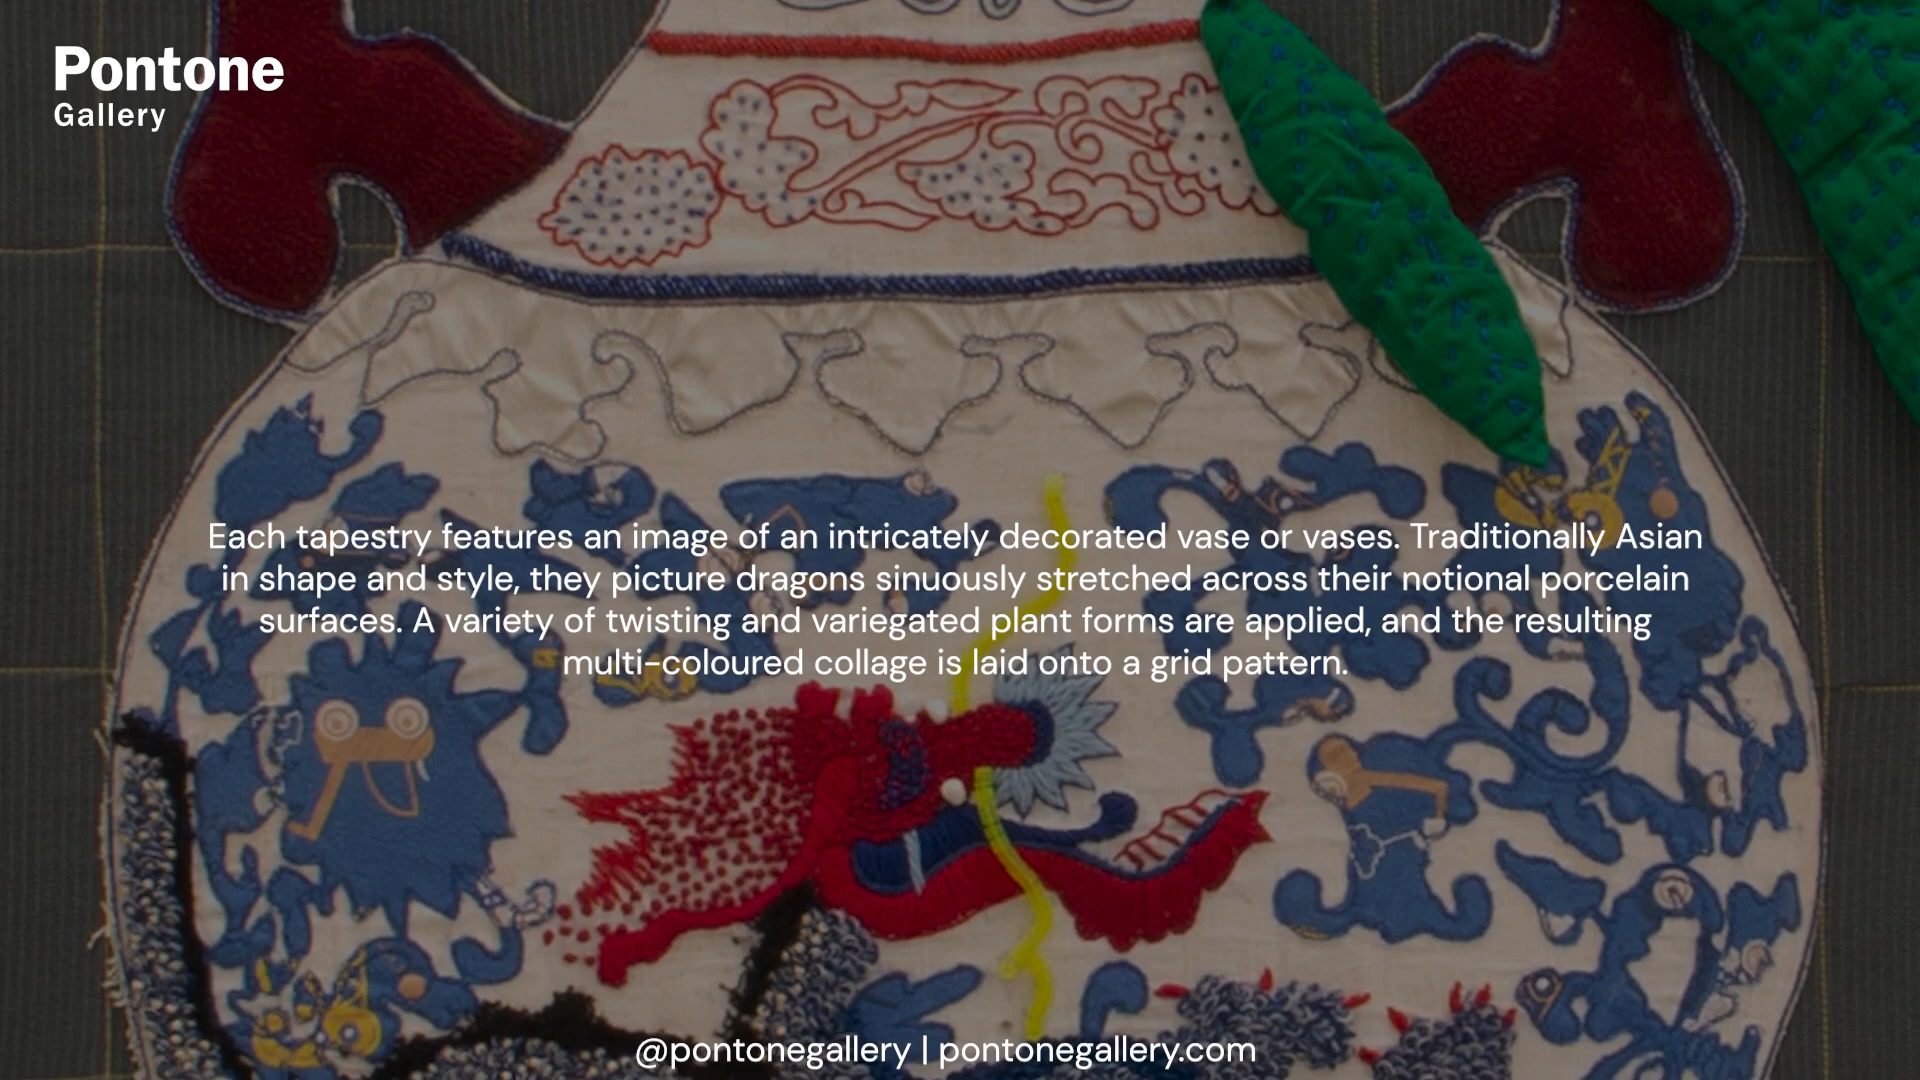 Pontone
Gallery
Each tapestry features an image of an intricately decorated vase or vases. Traditionally Asian
in shape and style, they picture dragons sinuously stretched across their notional porcelain
surfaces. A variety of twisting and variegated plant forms are applied, and the resulting
multi-coloured collage is laid onto a grid pattern.
@pontonegallery | pontonegallery.com